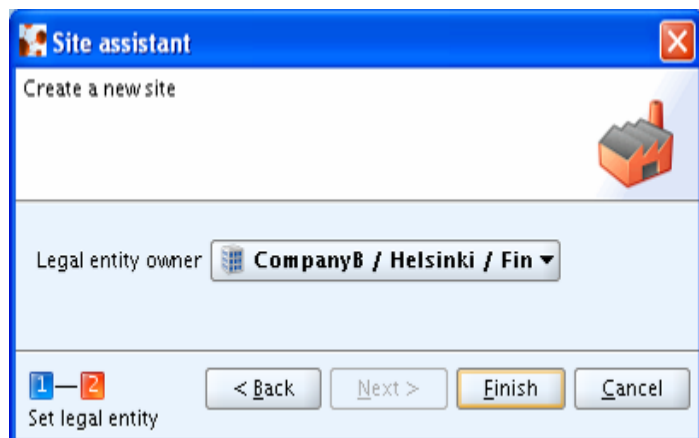 Site assistant
Create a new site
Legal entity owner CompanyB / Helsinki / Fin
1 2 < Back Next > Finish Cancel
Set legal entity